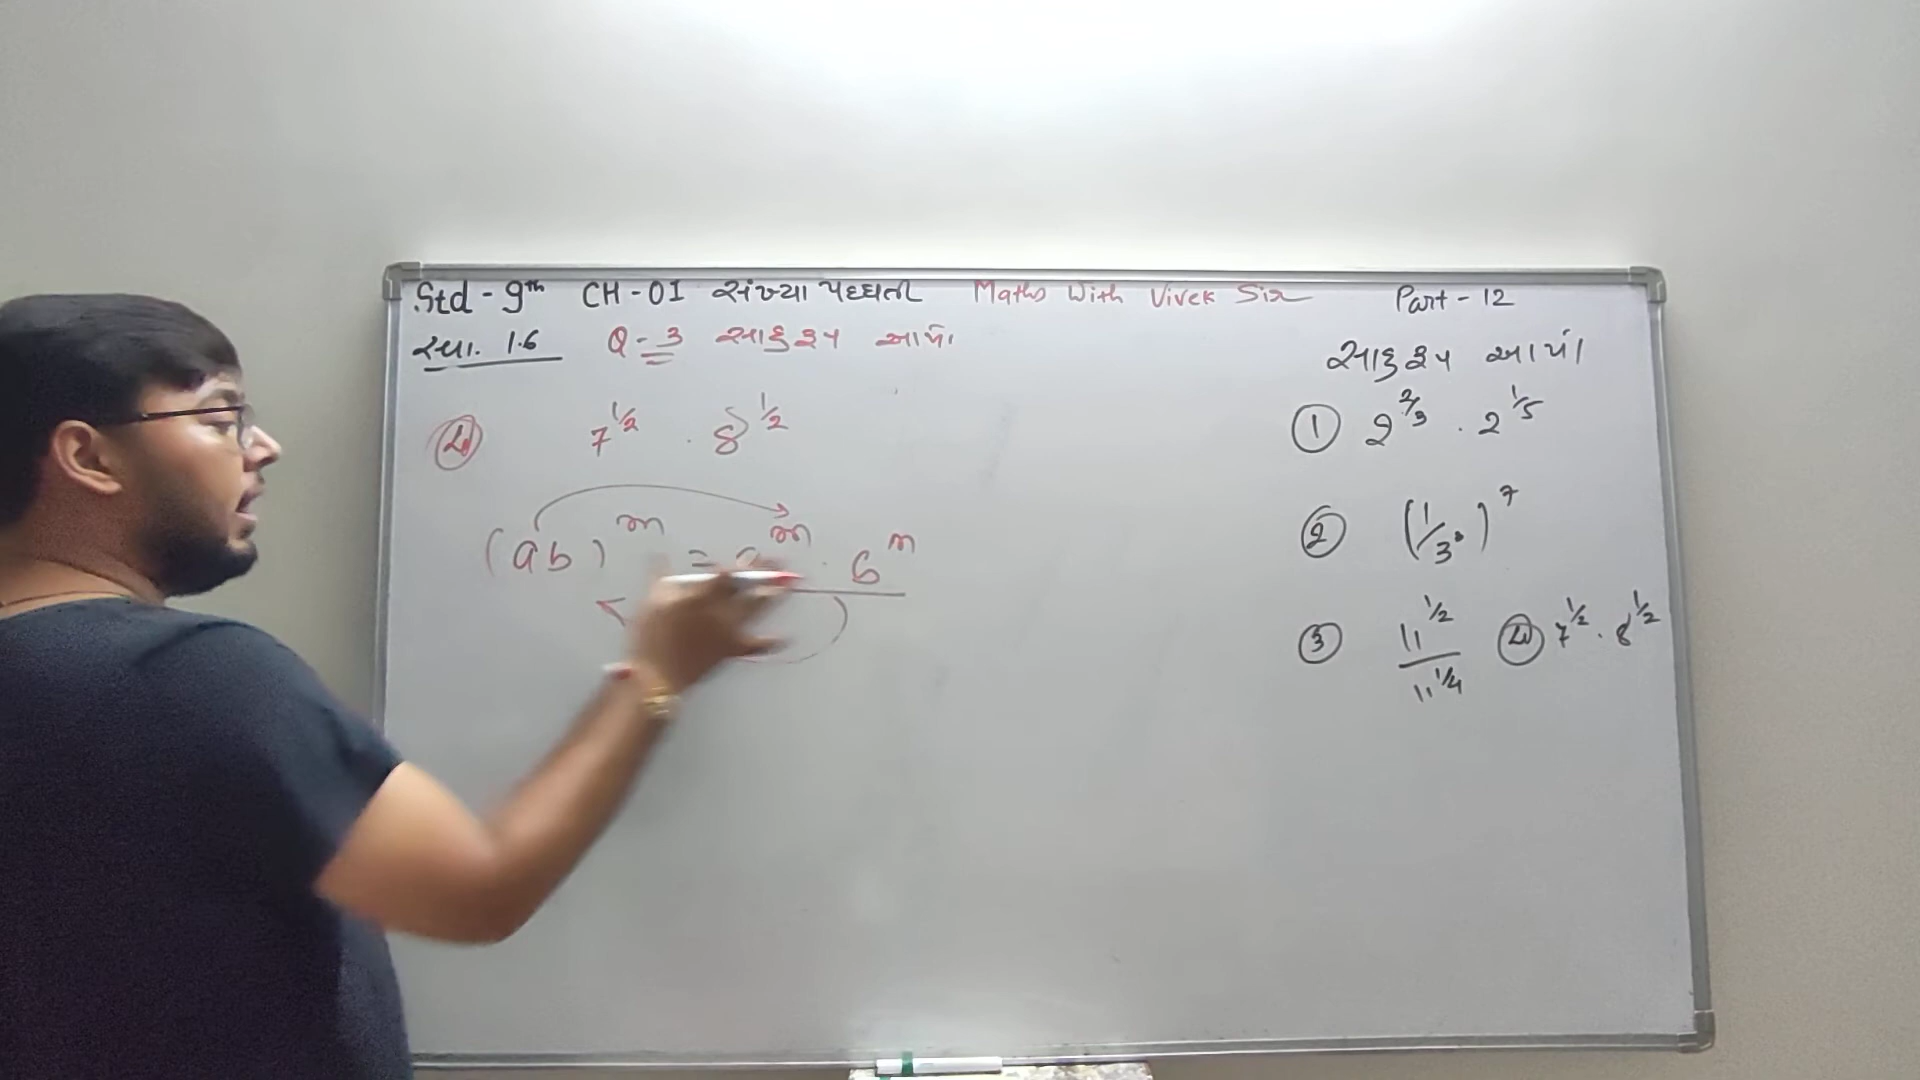 Std - 9th CH-01 સંખ્યા પધ્ધતી Maths With Vivek Sir Part - 12
સ્વા. 1.6 Q-3 સાદુ રૂપ આપો
સાદુ રૂપ આપો
④ 7^1/2 . 8^1/2
① 2^2/3 . 2^1/5
(ab)^m = a^m . b^m
② (1/3^3)^7
③ 11^1/2 / 11^1/4 ④ 7^1/2 . 8^1/2